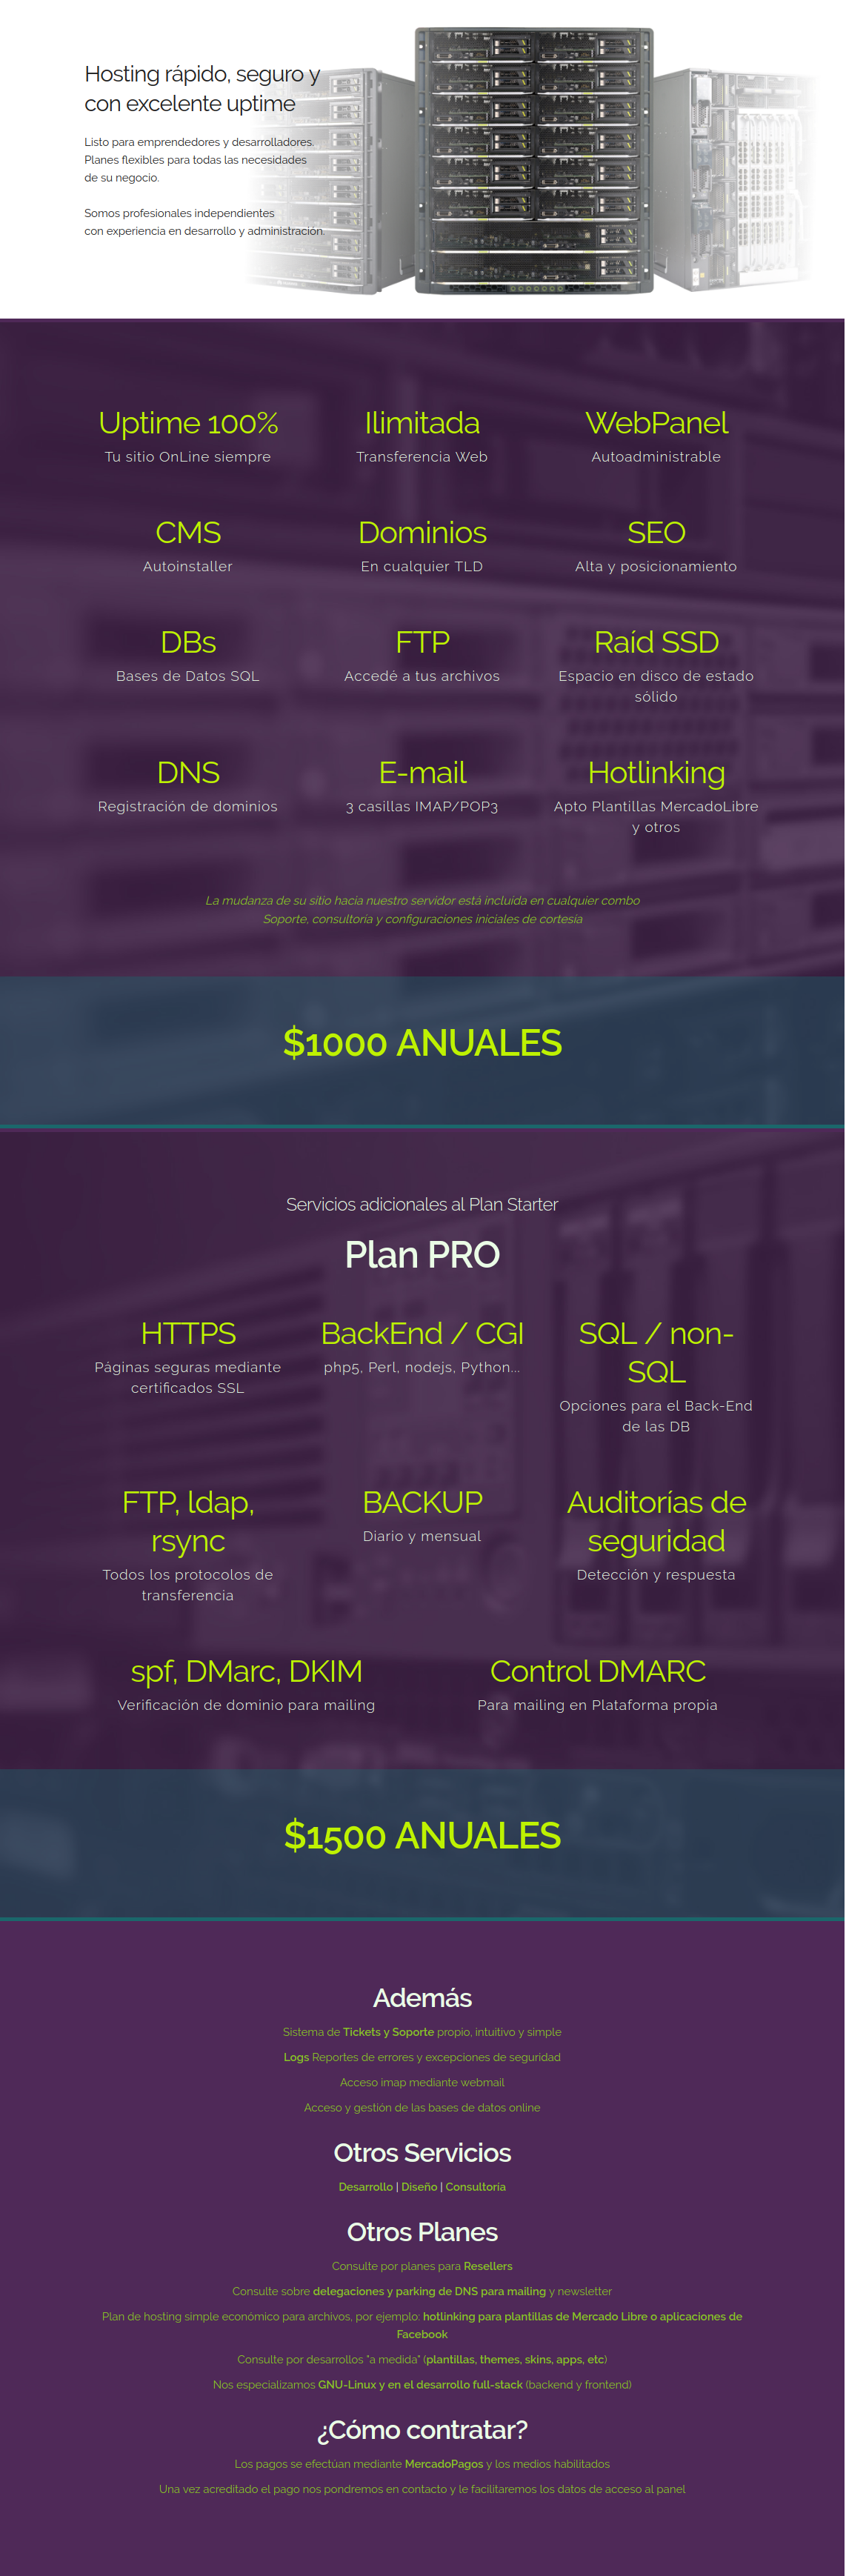 Hosting rápido, seguro y
con excelente uptime
Listo para emprendedores y desarrolladores.
Planes flexibles para todas las necesidades
de su negocio.
Somos profesionales independientes
con experiencia en desarrollo y administración.
Uptime 100%
Tu sitio OnLine siempre
Ilimitada
Transferencia Web
WebPanel
Autoadministrable
CMS
Autoinstaller
Dominios
En cualquier TLD
SEO
Alta y posicionamiento
DBs
Bases de Datos SQL
FTP
Accedé a tus archivos
Raíd SSD
Espacio en disco de estado
sólido
DNS
Registración de dominios
E-mail
3 casillas IMAP/POP3
Hotlinking
Apto Plantillas MercadoLibre
y otros
La mudanza de su sitio hacia nuestro servidor está incluída en cualquier combo
Soporte, consultoría y configuraciones iniciales de cortesía
$1000 ANUALES
Servicios adicionales al Plan Starter
Plan PRO
HTTPS
Páginas seguras mediante
certificados SSL
BackEnd / CGI
php5, Perl, nodejs, Python...
SQL / non-
SQL
Opciones para el Back-End
de las DB
FTP, ldap,
rsync
Todos los protocolos de
transferencia
BACKUP
Diario y mensual
Auditorías de
seguridad
Detección y respuesta
spf, DMarc, DKIM
Verificación de dominio para mailing
Control DMARC
Para mailing en Plataforma propia
$1500 ANUALES
Además
Sistema de Tickets y Soporte propio, intuitivo y simple
Logs Reportes de errores y excepciones de seguridad
Acceso imap mediante webmail
Acceso y gestión de las bases de datos online
Otros Servicios
Desarrollo | Diseño | Consultoría
Otros Planes
Consulte por planes para Resellers
Consulte sobre delegaciones y parking de DNS para mailing y newsletter
Plan de hosting simple económico para archivos, por ejemplo: hotlinking para plantillas de Mercado Libre o aplicaciones de
Facebook
Consulte por desarrollos "a medida" (plantillas, themes, skins, apps, etc)
Nos especializamos GNU-Linux y en el desarrollo full-stack (backend y frontend)
¿Cómo contratar?
Los pagos se efectúan mediante MercadoPagos y los medios habilitados
Una vez acreditado el pago nos pondremos en contacto y le facilitaremos los datos de acceso al panel